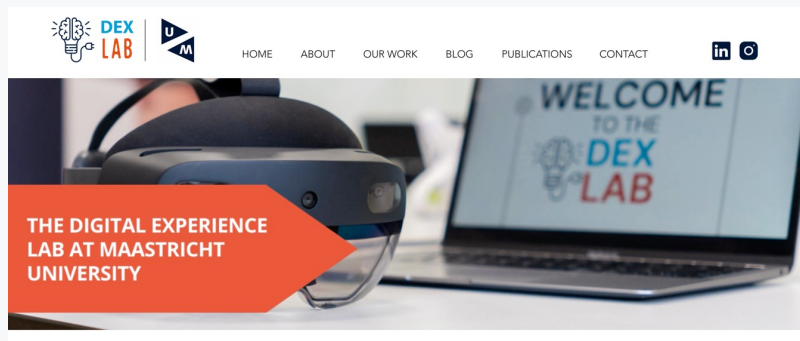 DEX
LAB
UM
HOME ABOUT OUR WORK BLOG PUBLICATIONS CONTACT
in
WELCOME
TO THE
DEX
LAB
THE DIGITAL EXPERIENCE
LAB AT MAASTRICHT
UNIVERSITY